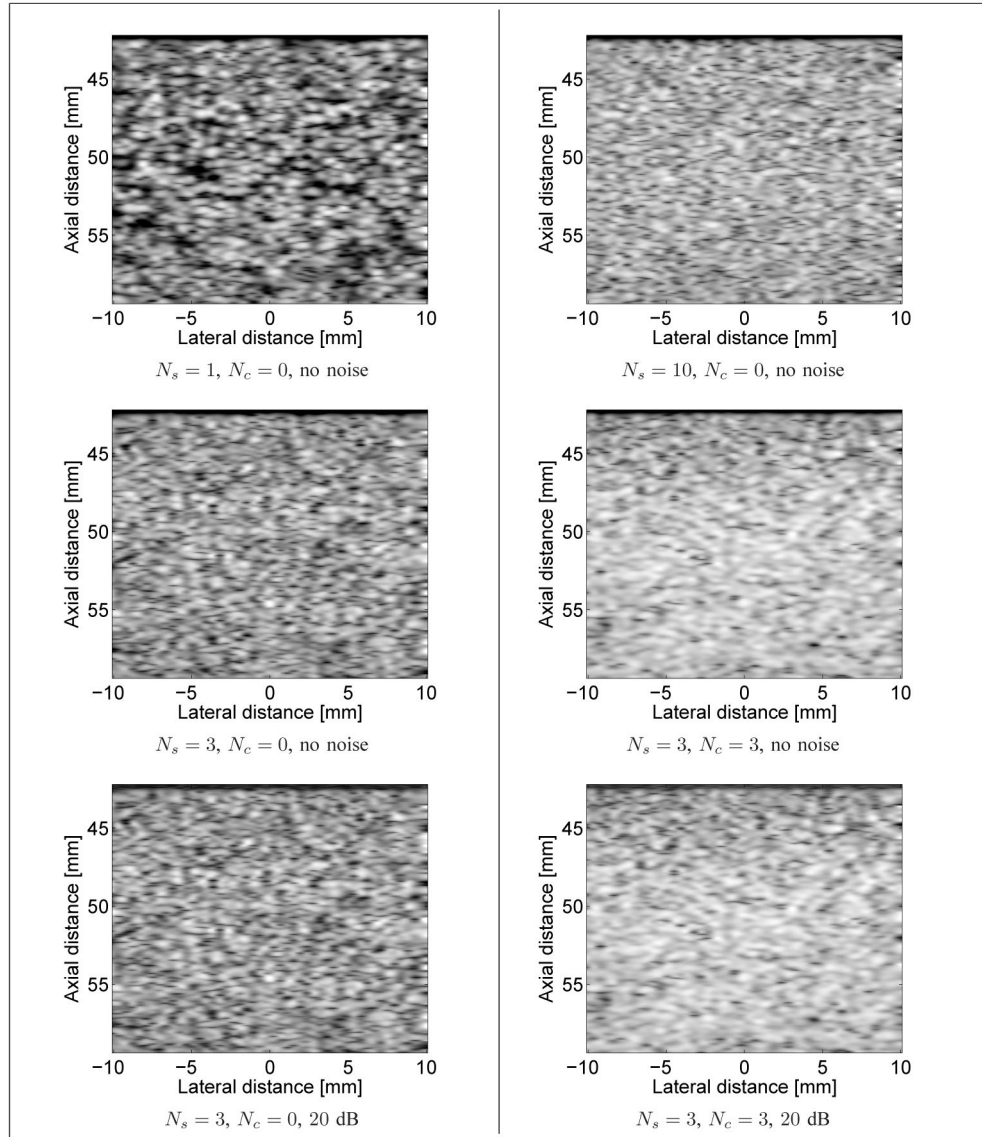 45
50
55
Axial distance [mm]
−10 −5 0 5 10
Lateral distance [mm]
N_s = 1, N_c = 0, no noise
45
50
55
Axial distance [mm]
−10 −5 0 5 10
Lateral distance [mm]
N_s = 10, N_c = 0, no noise
45
50
55
Axial distance [mm]
−10 −5 0 5 10
Lateral distance [mm]
N_s = 3, N_c = 0, no noise
45
50
55
Axial distance [mm]
−10 −5 0 5 10
Lateral distance [mm]
N_s = 3, N_c = 3, no noise
45
50
55
Axial distance [mm]
−10 −5 0 5 10
Lateral distance [mm]
N_s = 3, N_c = 0, 20 dB
45
50
55
Axial distance [mm]
−10 −5 0 5 10
Lateral distance [mm]
N_s = 3, N_c = 3, 20 dB